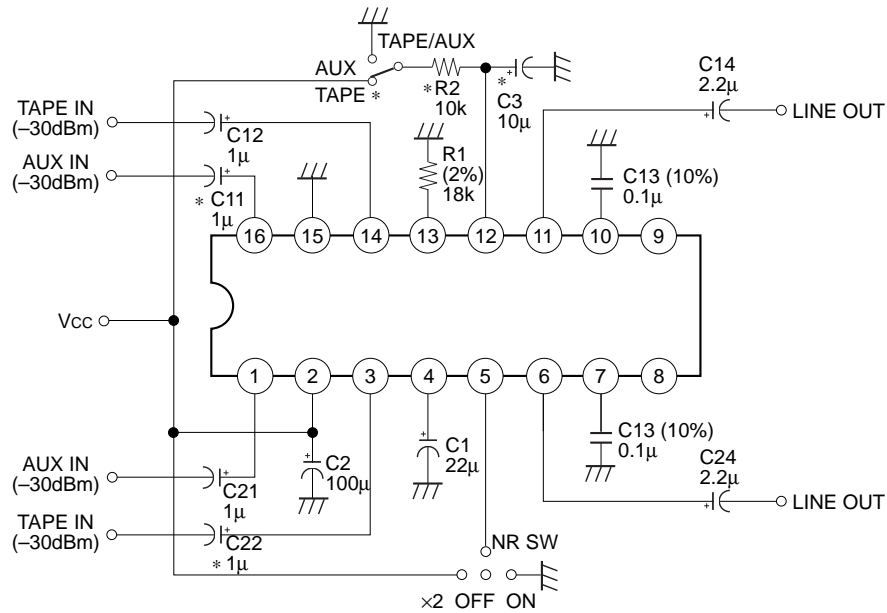 TAPE/AUX
AUX
TAPE *
*R2
10k
*
C3
10µ
C14
2.2µ
LINE OUT
TAPE IN
(–30dBm)
C12
1µ
AUX IN
(–30dBm)
* C11
1µ
R1
(2%)
18k
C13 (10%)
0.1µ
16 15 14 13 12 11 10 9
Vcc
1 2 3 4 5 6 7 8
C13 (10%)
0.1µ
C1
22µ
C2
100µ
C24
2.2µ
LINE OUT
AUX IN
(–30dBm)
C21
1µ
TAPE IN
(–30dBm)
C22
* 1µ
NR SW
×2 OFF ON